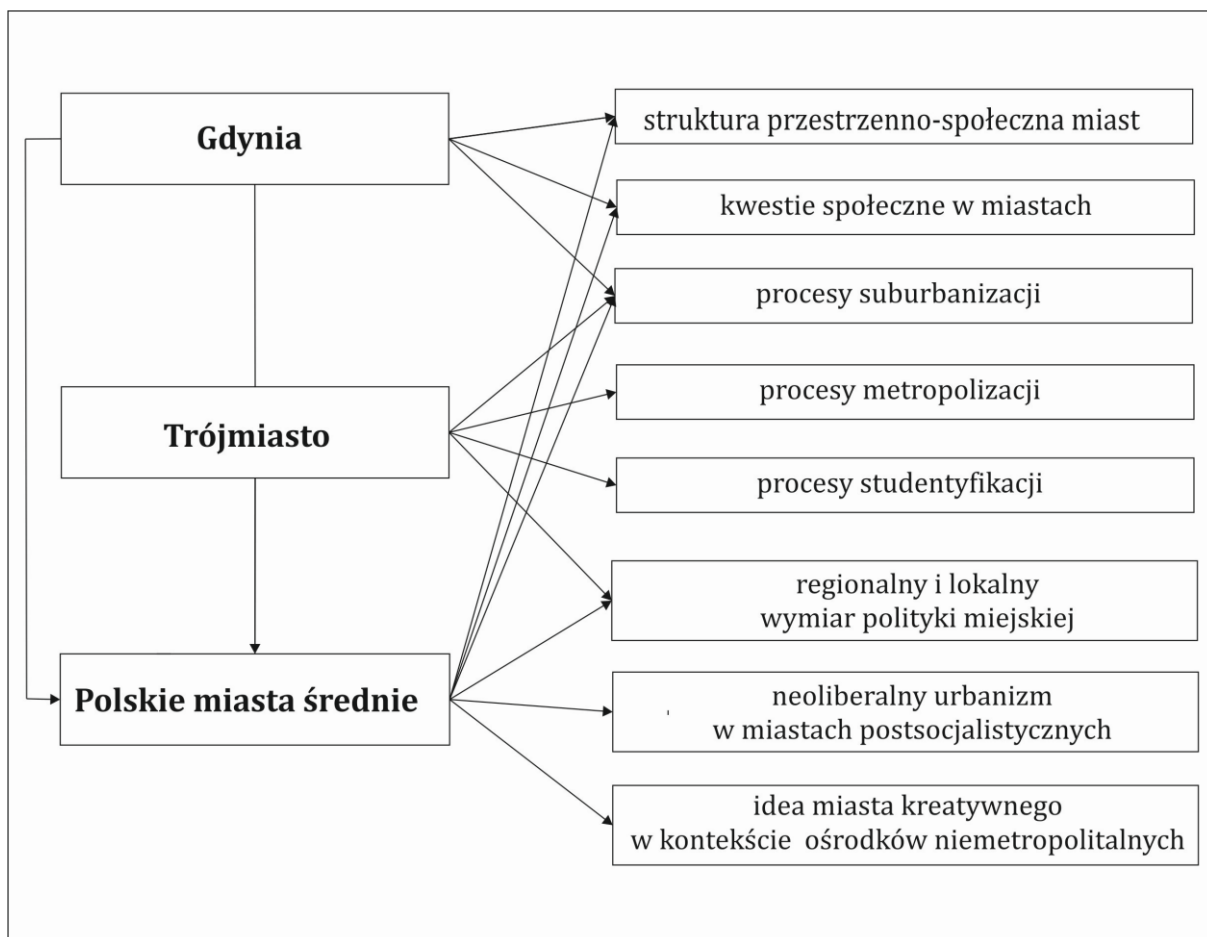 Gdynia
Trójmiasto
Polskie miasta średnie
struktura przestrzenno-społeczna miast
kwestie społeczne w miastach
procesy suburbanizacji
procesy metropolizacji
procesy studentyfikacji
regionalny i lokalny
wymiar polityki miejskiej
neoliberalny urbanizm
w miastach postsocjalistycznych
idea miasta kreatywnego
w kontekście ośrodków niemetropolitalnych